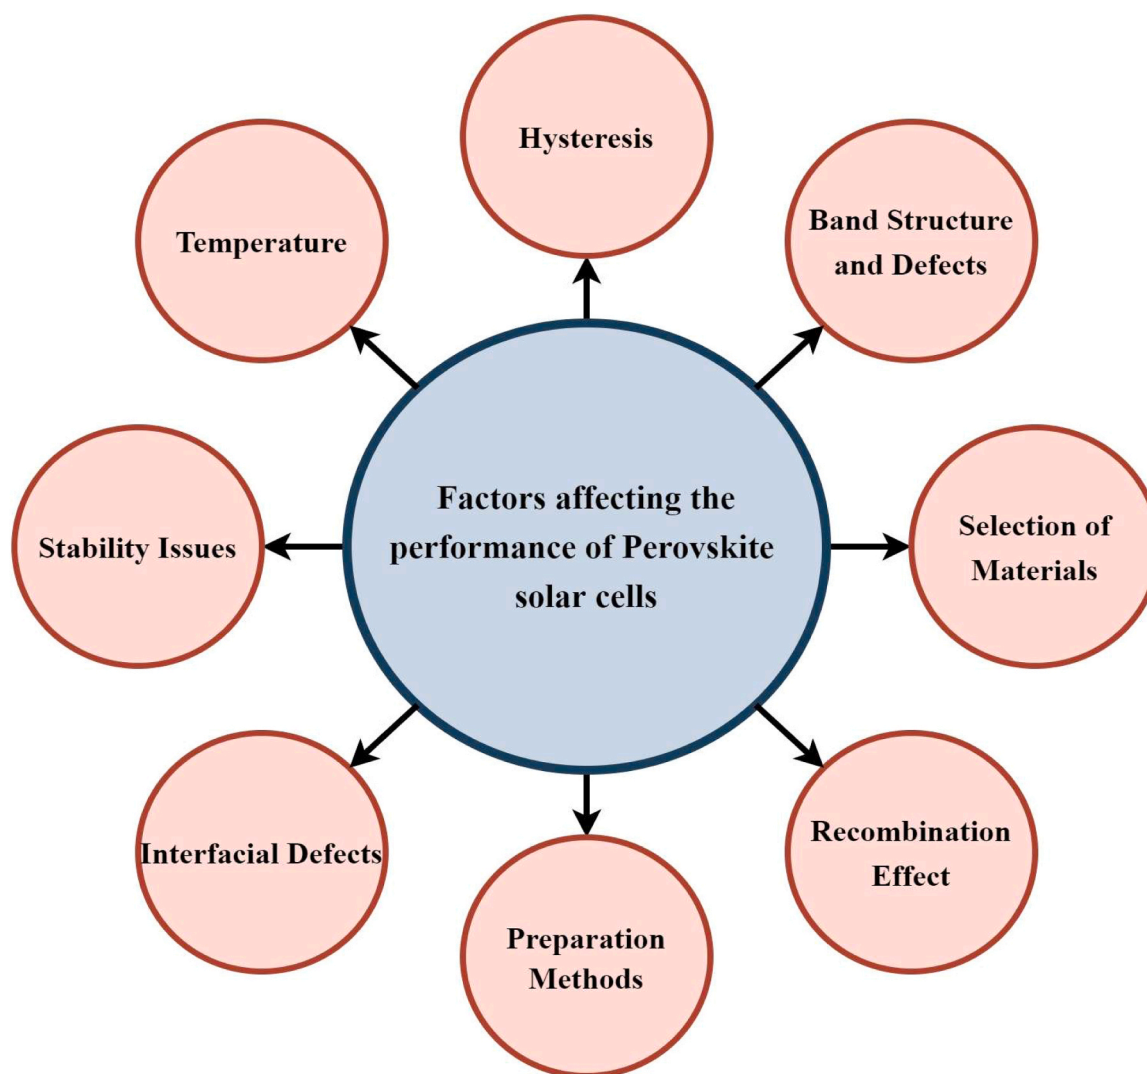 Hysteresis
Temperature
Band Structure
and Defects
Factors affecting the
performance of Perovskite
solar cells
Stability Issues
Selection of
Materials
Interfacial Defects
Recombination
Effect
Preparation
Methods